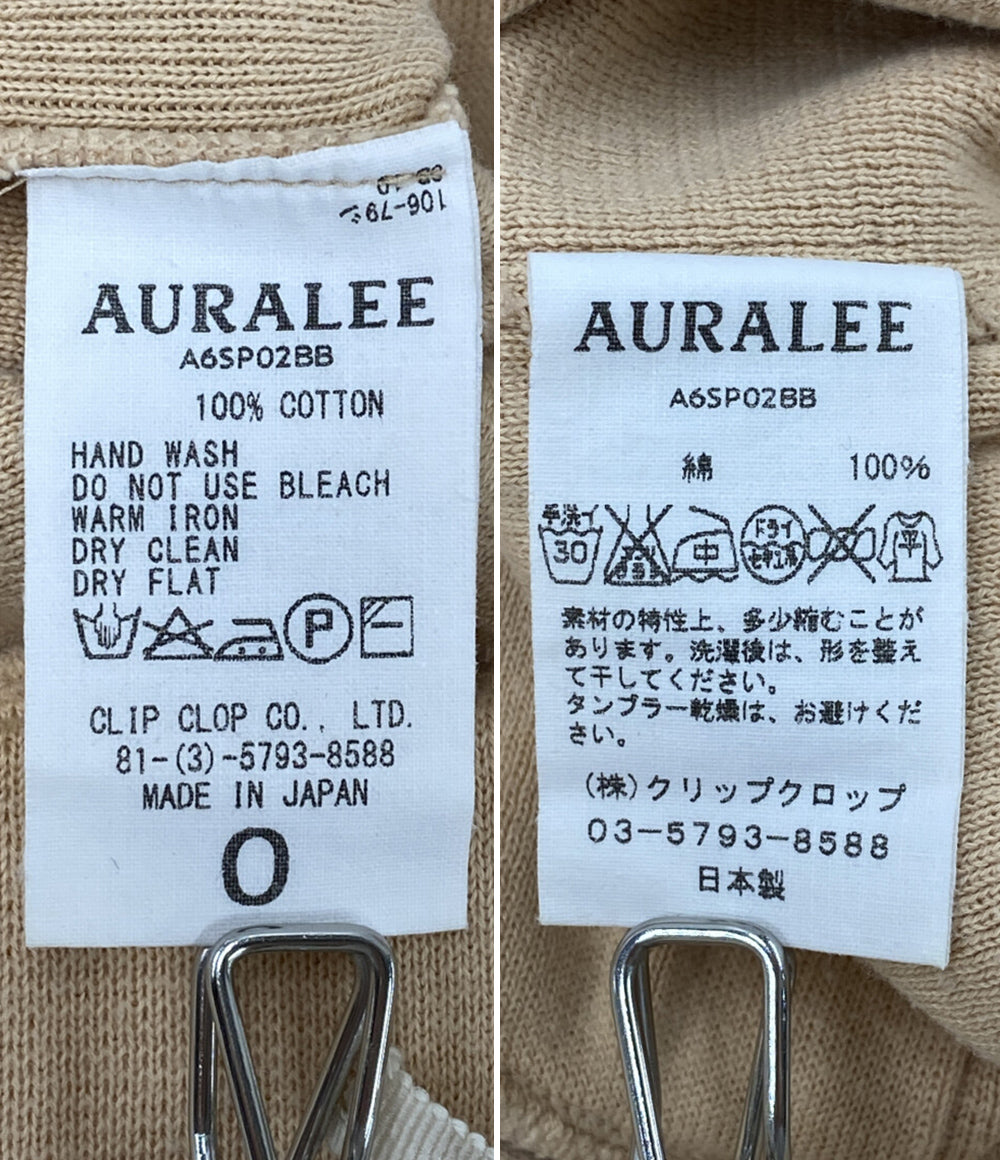 106-79
AURALEE
A6SP02BB
100% COTTON
HAND WASH
DO NOT USE BLEACH
WARM IRON
DRY CLEAN
DRY FLAT
P
CLIP CLOP CO., LTD.
81-(3)-5793-8588
MADE IN JAPAN
0
AURALEE
A6SP02BB
綿 100%
手洗イ 30 中 ドライ セキユ系 平
素材の特性上、多少縮むことが
あります。洗濯後は、形を整え
て干してください。
タンブラー乾燥は、お避けくだ
さい。
(株)クリップクロップ
03-5793-8588
日本製